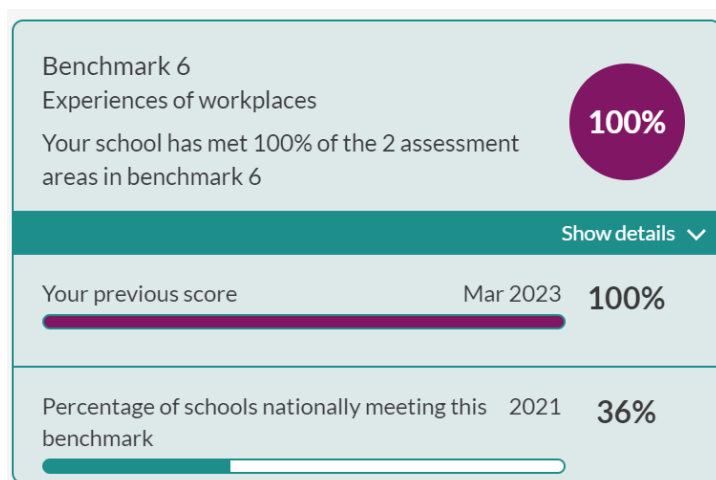 Benchmark 6
Experiences of workplaces
Your school has met 100% of the 2 assessment
areas in benchmark 6
100%
Show details
Your previous score Mar 2023 100%
Percentage of schools nationally meeting this 2021 36%
benchmark